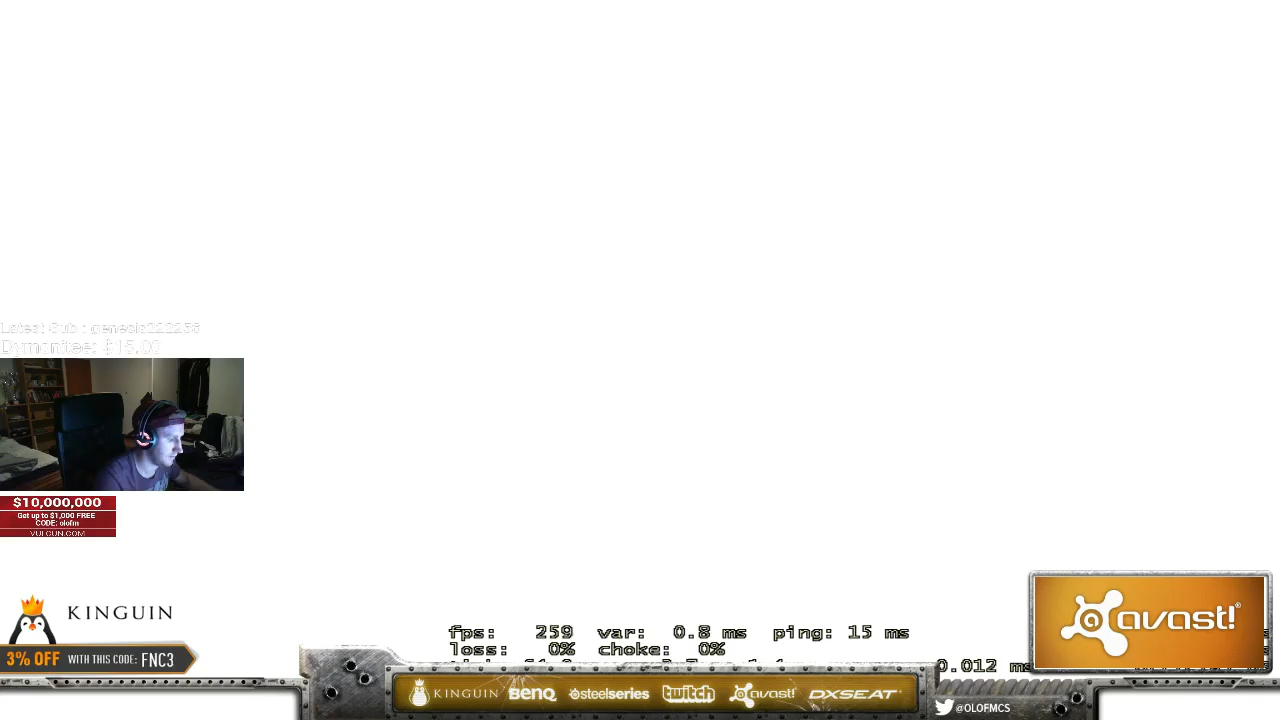 Latest Sub : genesis222256
Dymonitee: $15.00
$10,000,000
Get up to $1,000 FREE
CODE: olofm
VULCUN.COM
KINGUIN
3% OFF WITH THIS CODE: FNC3
fps: 259 var: 0.8 ms ping: 15 ms
loss: 0% choke: 0%
0.012 ms
avast!
KINGUIN BenQ steelseries twitch avast! DXSEAT
@OLOFMCS